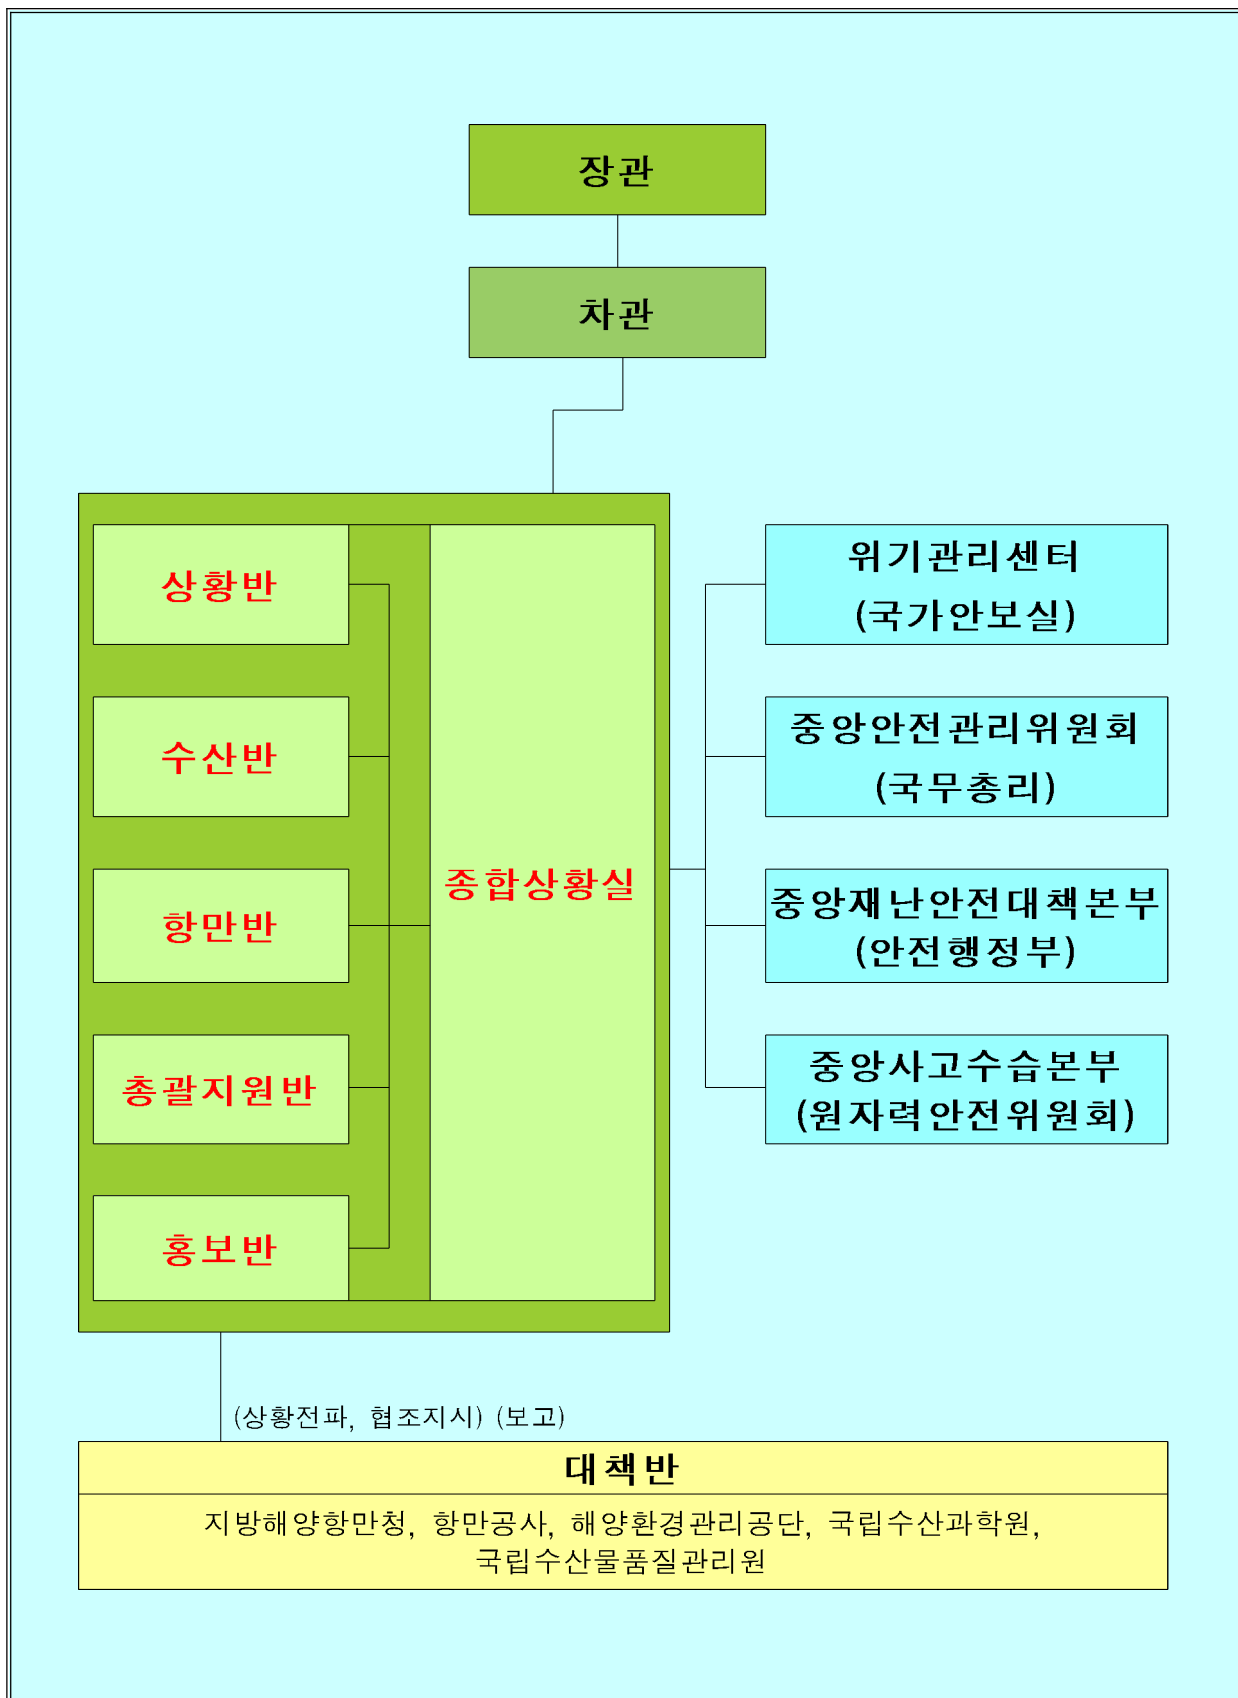 장관
차관
상황반
수산반
항만반
총괄지원반
홍보반
종합상황실
위기관리센터
(국가안보실)
중앙안전관리위원회
(국무총리)
중앙재난안전대책본부
(안전행정부)
중앙사고수습본부
(원자력안전위원회)
(상황전파, 협조지시) (보고)
대책반
지방해양항만청, 항만공사, 해양환경관리공단, 국립수산과학원,
국립수산물품질관리원